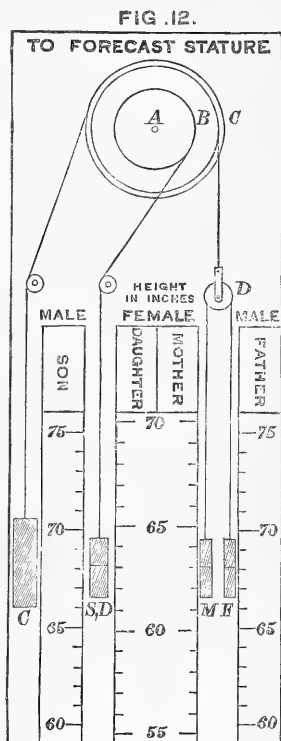 FIG .12.
TO FORECAST STATURE
A B C
D
HEIGHT
IN INCHES
MALE FEMALE MALE
SON DAUGHTER MOTHER FATHER
75 70 75
70 65 70
C S,D M F
65 60 65
60 55 60